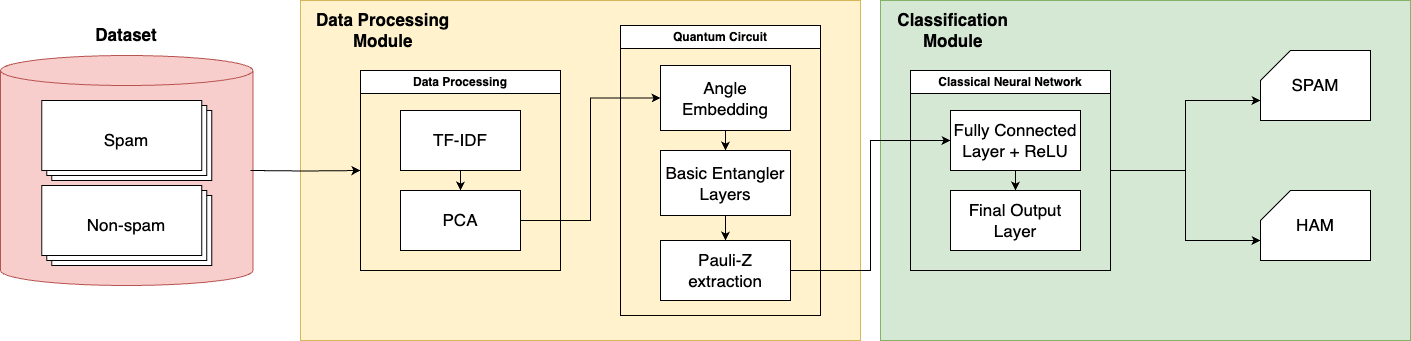 Dataset
Spam
Non-spam
Data Processing
Module
Data Processing
TF-IDF
PCA
Quantum Circuit
Angle
Embedding
Basic Entangler
Layers
Pauli-Z
extraction
Classification
Module
Classical Neural Network
Fully Connected
Layer + ReLU
Final Output
Layer
SPAM
HAM